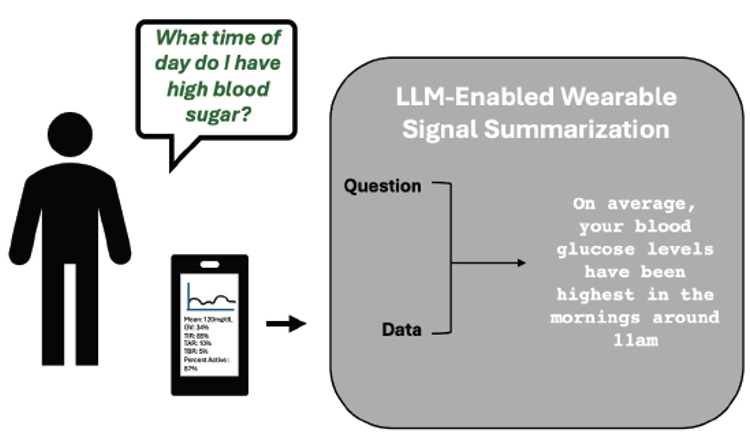 What time of
day do I have
high blood
sugar?
LLM-Enabled Wearable
Signal Summarization
Question
Data
On average,
your blood
glucose levels
have been
highest in the
mornings around
11am
Mean: 120mg/dL
GV: 34%
TIR: 85%
TAR: 10%
TBR: 5%
Percent Active :
87%